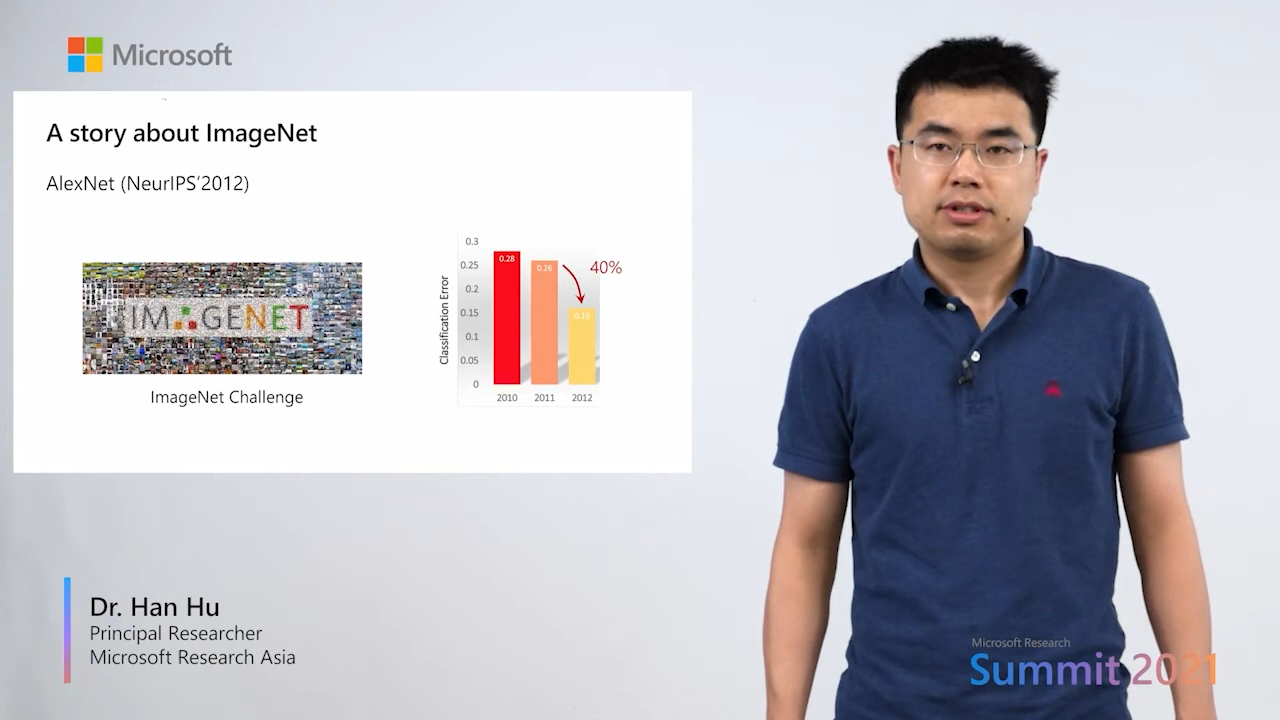 Microsoft
A story about ImageNet
AlexNet (NeurIPS'2012)
IMAGENET
ImageNet Challenge
Classification Error
0.3
0.25
0.2
0.15
0.1
0.05
0
0.28
0.26
0.16
40%
2010
2011
2012
Dr. Han Hu
Principal Researcher
Microsoft Research Asia
Microsoft Research
Summit 2021